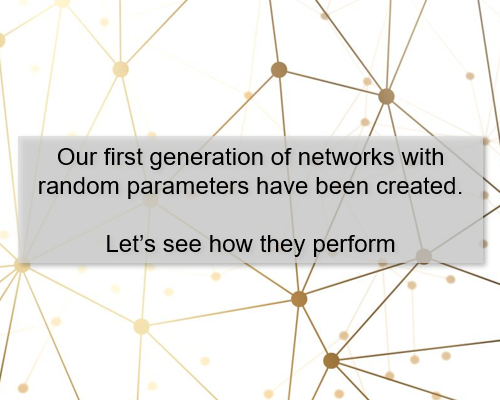 Our first generation of networks with
random parameters have been created.
Let’s see how they perform